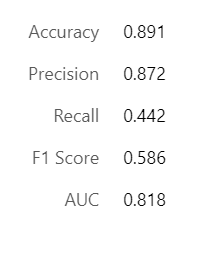 Accuracy 0.891
Precision 0.872
Recall 0.442
F1 Score 0.586
AUC 0.818